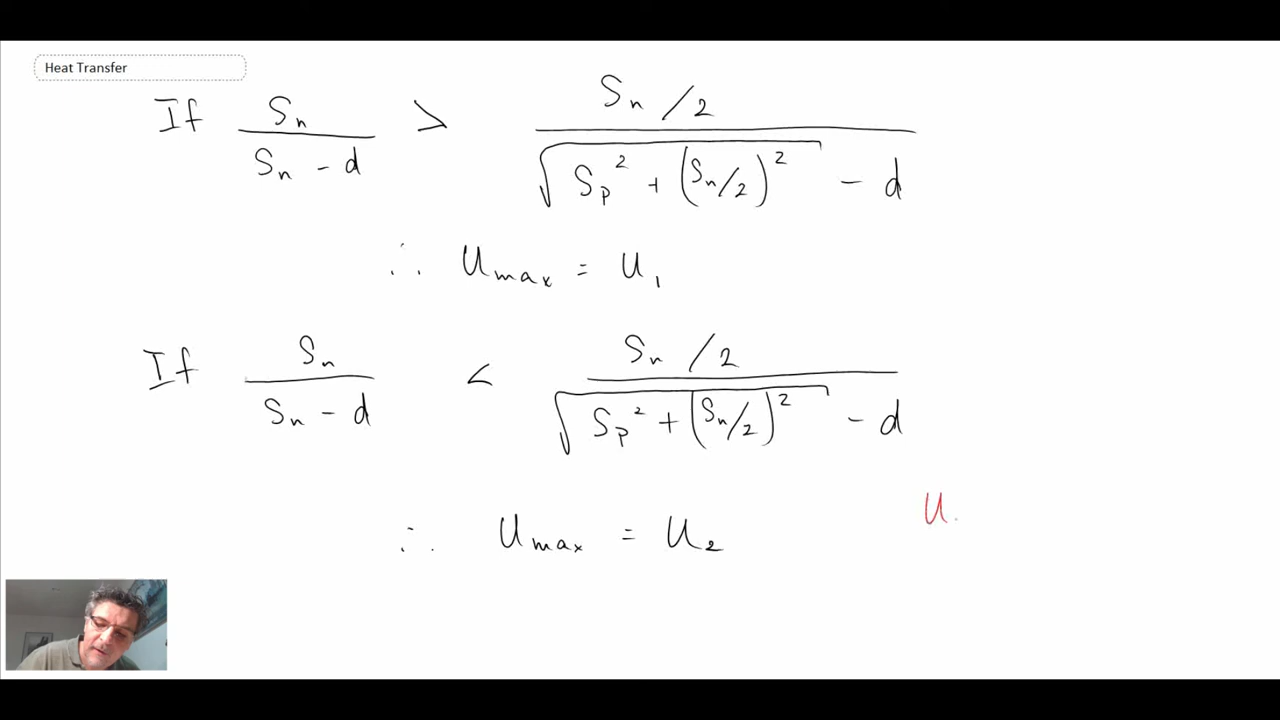 Heat Transfer
If Sn / (Sn - d) > (Sn/2) / (√(Sp² + (Sn/2)²) - d)
∴ Umax = U1
If Sn / (Sn - d) < (Sn/2) / (√(Sp² + (Sn/2)²) - d)
∴ Umax = U2
U